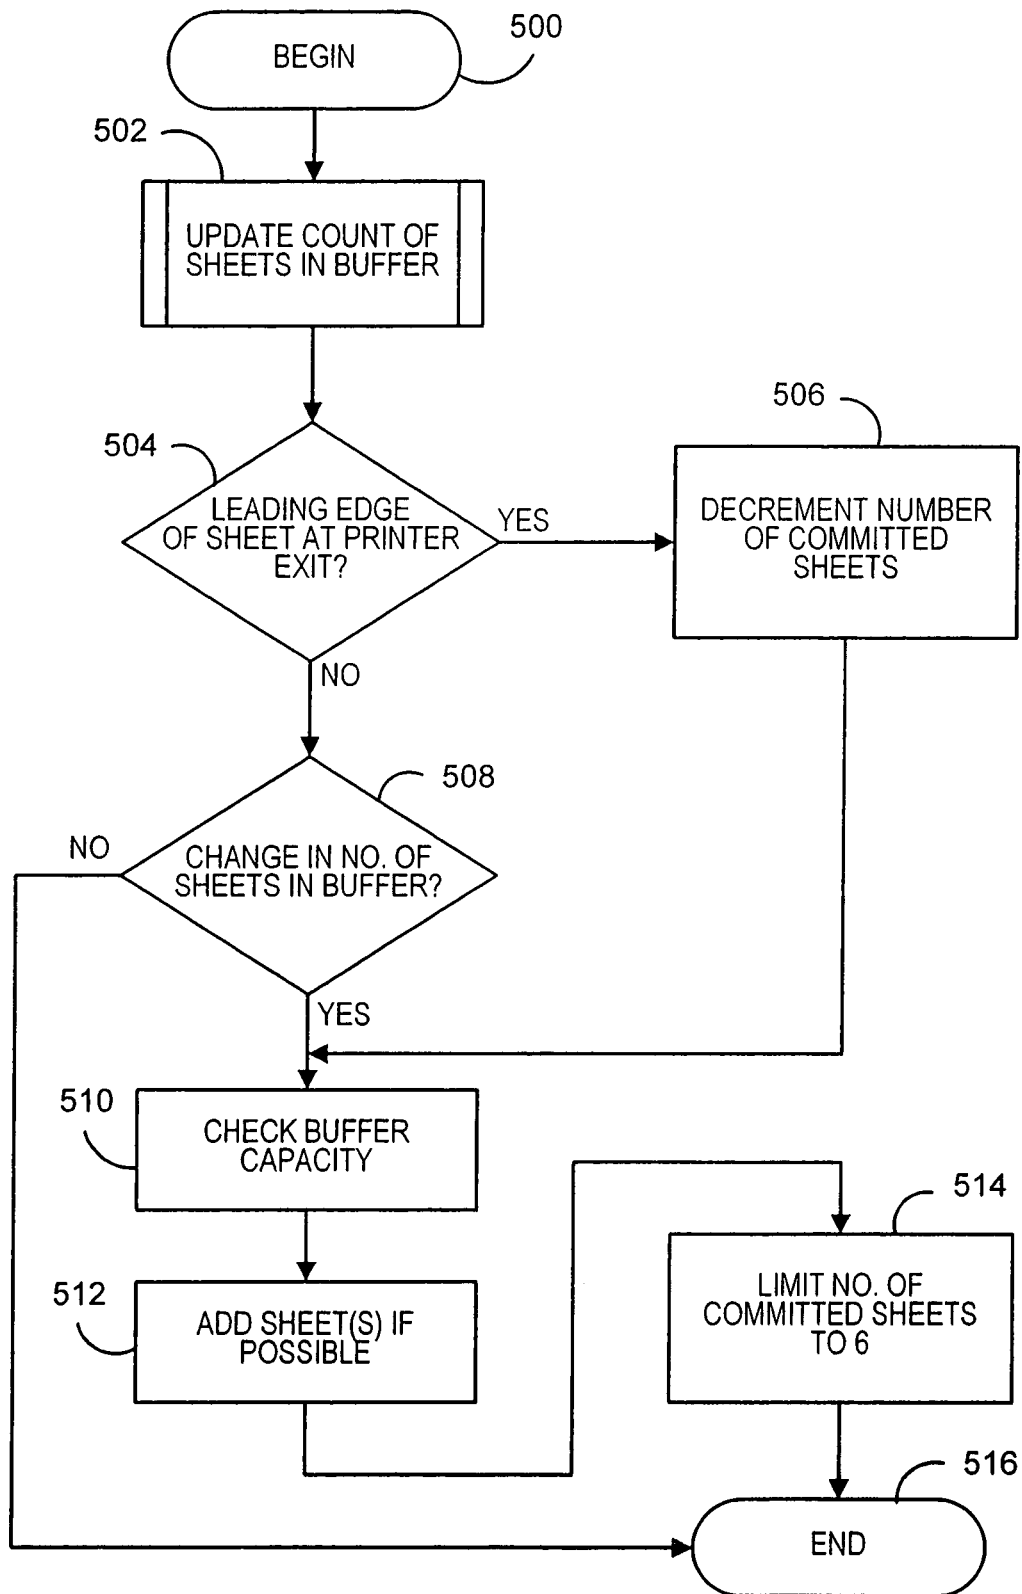 BEGIN
500
502
UPDATE COUNT OF
SHEETS IN BUFFER
504
LEADING EDGE
OF SHEET AT PRINTER
EXIT?
YES
506
DECREMENT NUMBER
OF COMMITTED
SHEETS
NO
508
NO
CHANGE IN NO. OF
SHEETS IN BUFFER?
YES
510
CHECK BUFFER
CAPACITY
512
ADD SHEET(S) IF
POSSIBLE
514
LIMIT NO. OF
COMMITTED SHEETS
TO 6
516
END